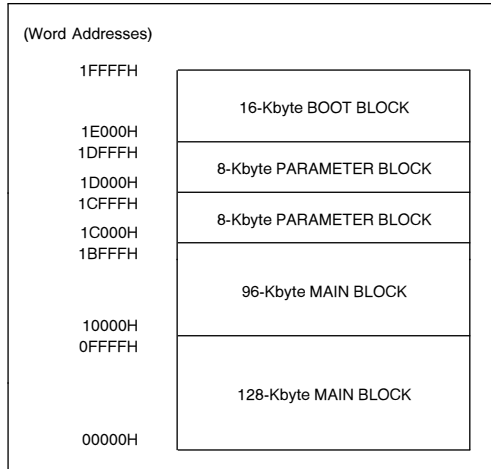 (Word Addresses)
1FFFFH
16-Kbyte BOOT BLOCK
1E000H
1DFFFH
8-Kbyte PARAMETER BLOCK
1D000H
1CFFFH
8-Kbyte PARAMETER BLOCK
1C000H
1BFFFH
96-Kbyte MAIN BLOCK
10000H
0FFFFH
128-Kbyte MAIN BLOCK
00000H